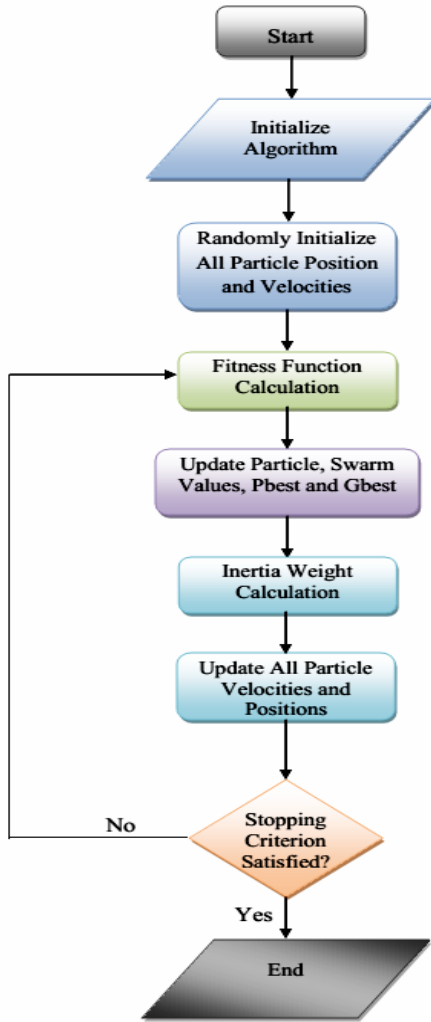 Start
Initialize
Algorithm
Randomly Initialize
All Particle Position
and Velocities
Fitness Function
Calculation
Update Particle, Swarm
Values, Pbest and Gbest
Inertia Weight
Calculation
Update All Particle
Velocities and
Positions
Stopping
Criterion
Satisfied?
No
Yes
End